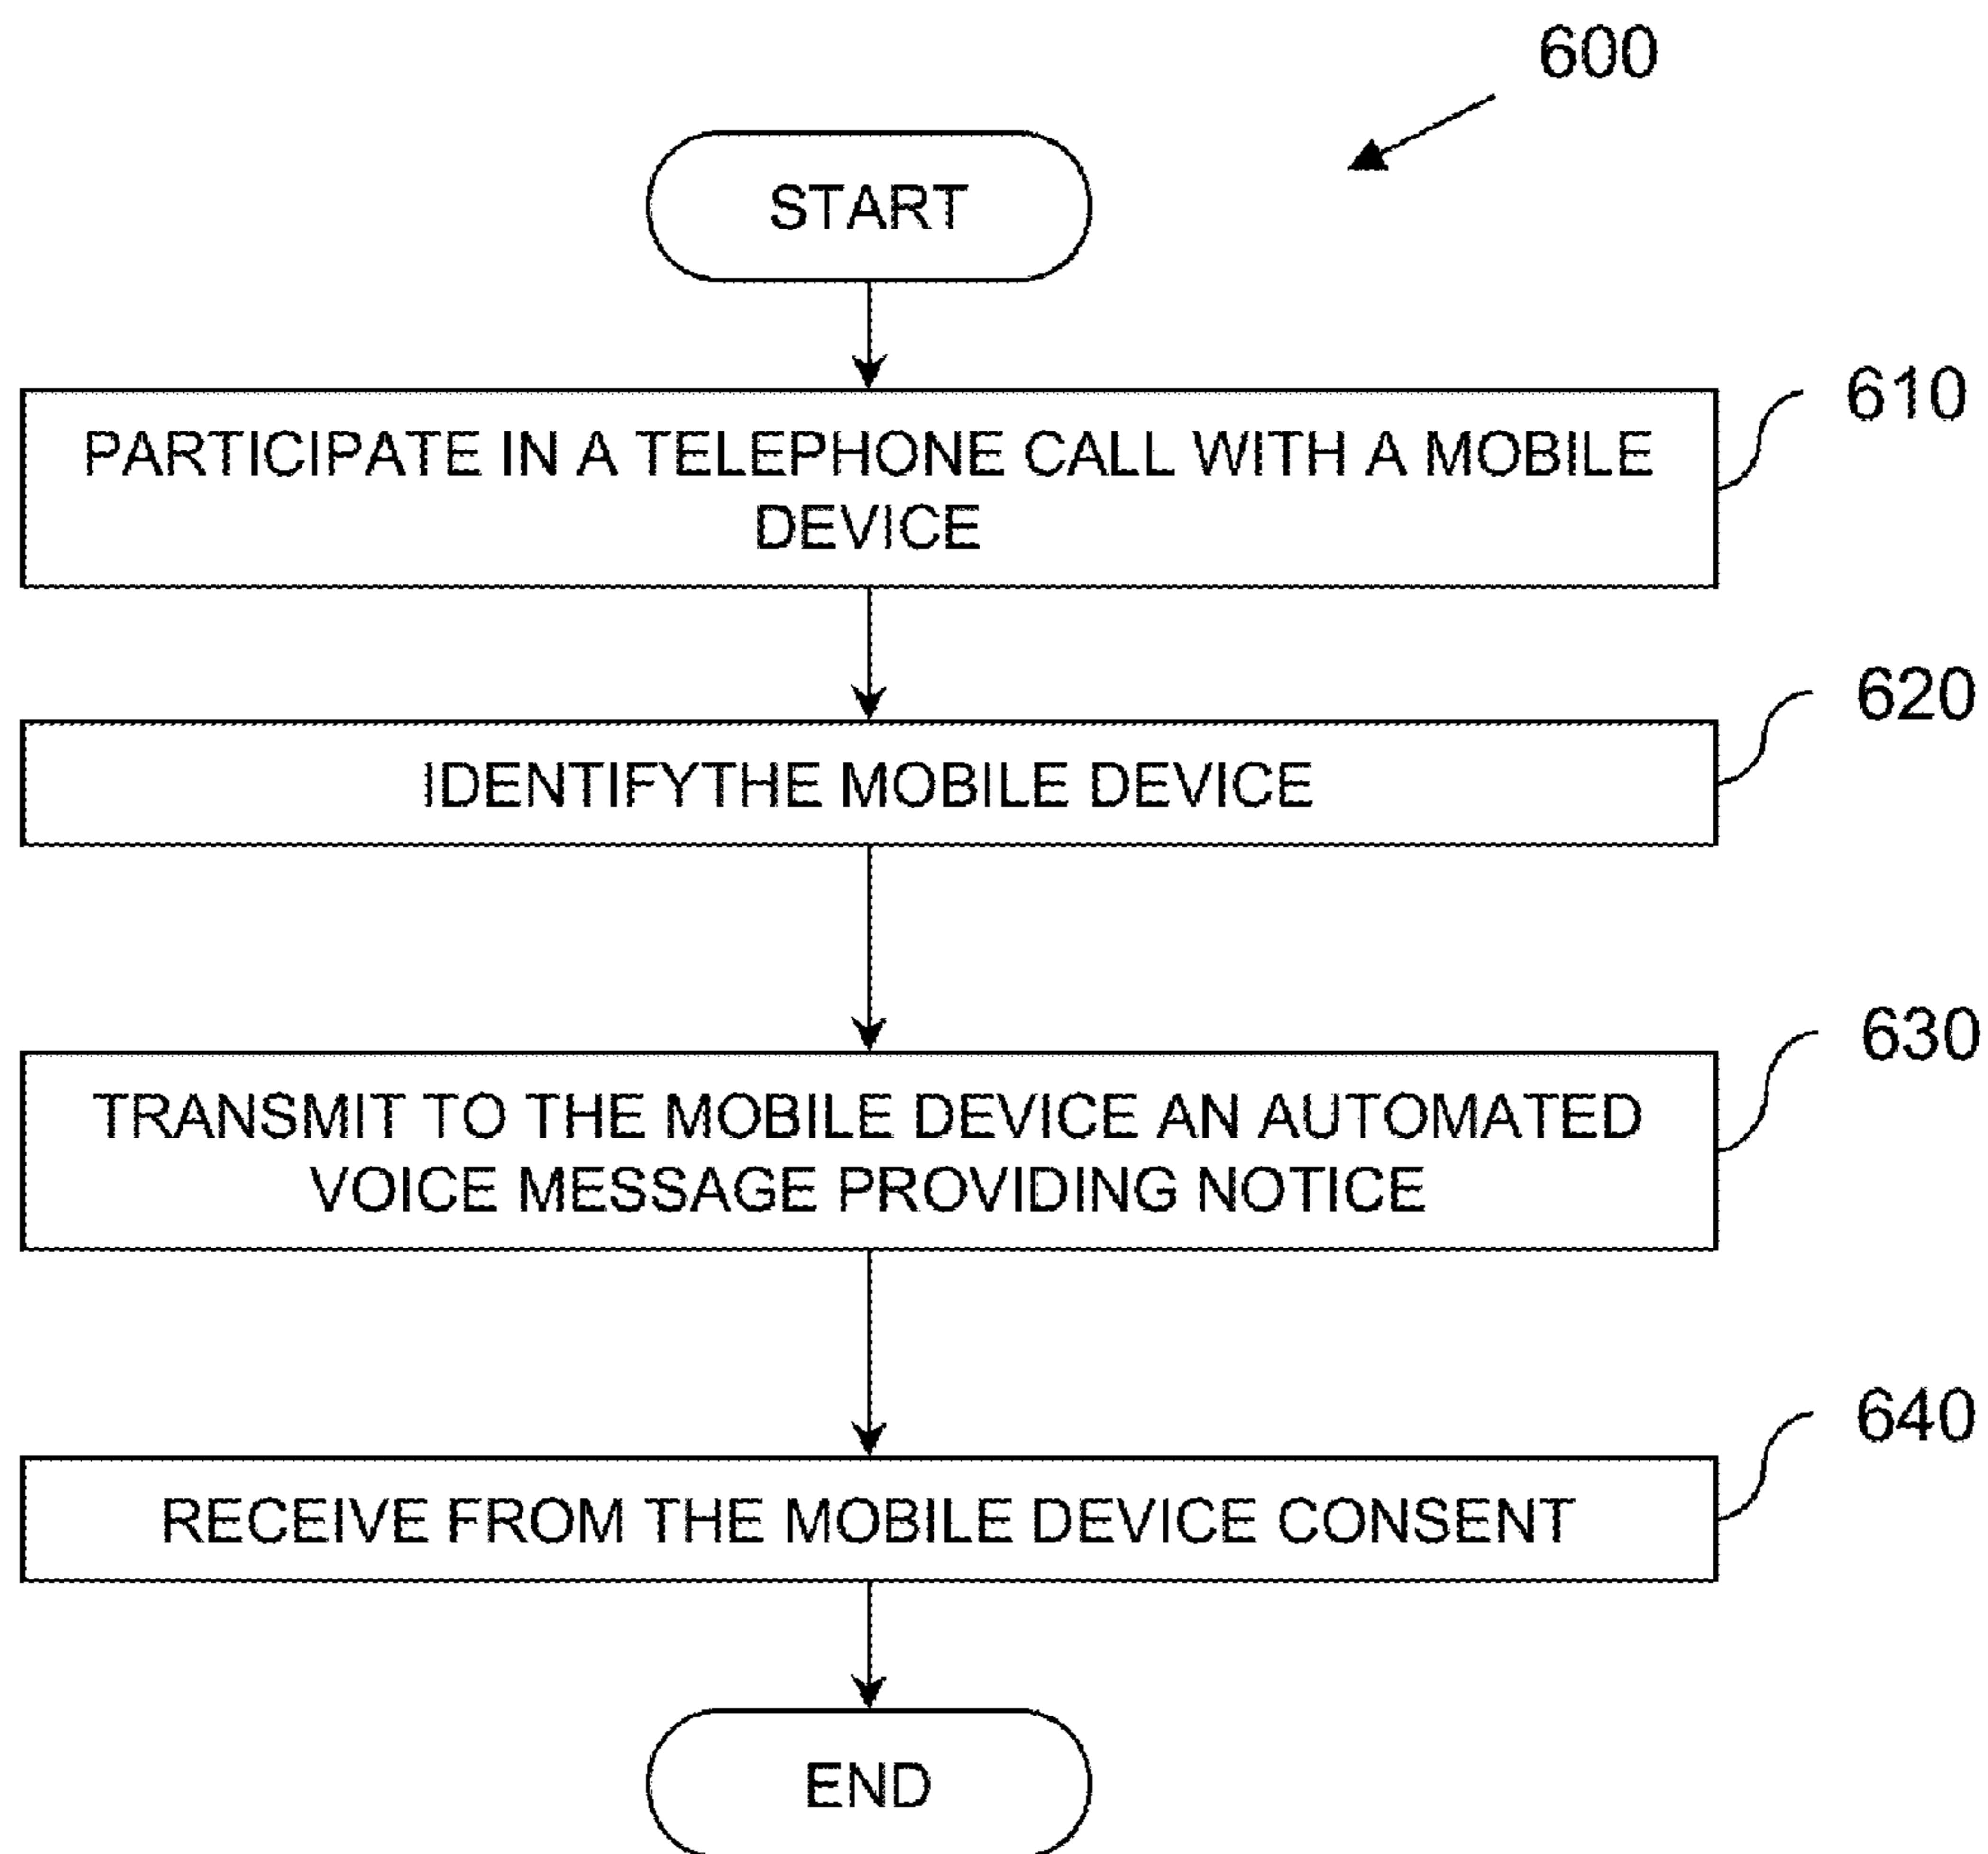 600
START
610
PARTICIPATE IN A TELEPHONE CALL WITH A MOBILE
DEVICE
620
IDENTIFYTHE MOBILE DEVICE
630
TRANSMIT TO THE MOBILE DEVICE AN AUTOMATED
VOICE MESSAGE PROVIDING NOTICE
640
RECEIVE FROM THE MOBILE DEVICE CONSENT
END